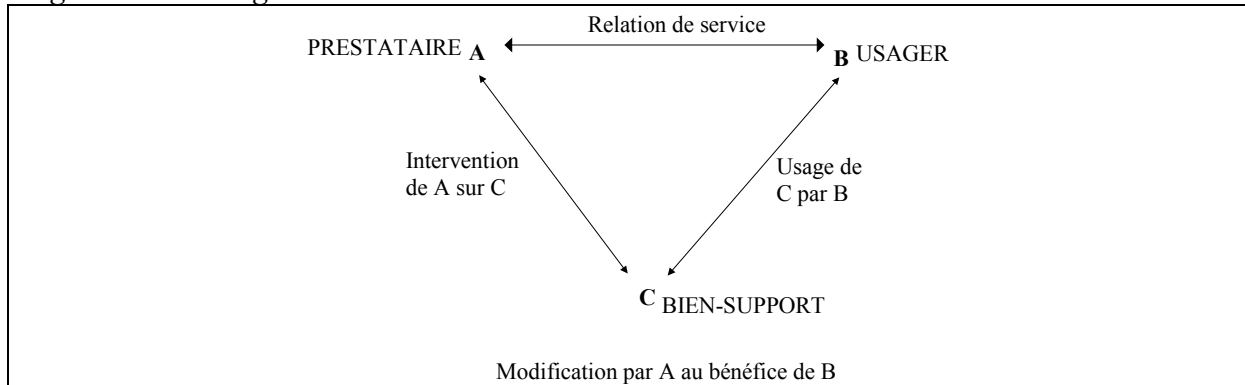 Relation de service
PRESTATAIRE A
B USAGER
Intervention
de A sur C
Usage de
C par B
C BIEN-SUPPORT
Modification par A au bénéfice de B